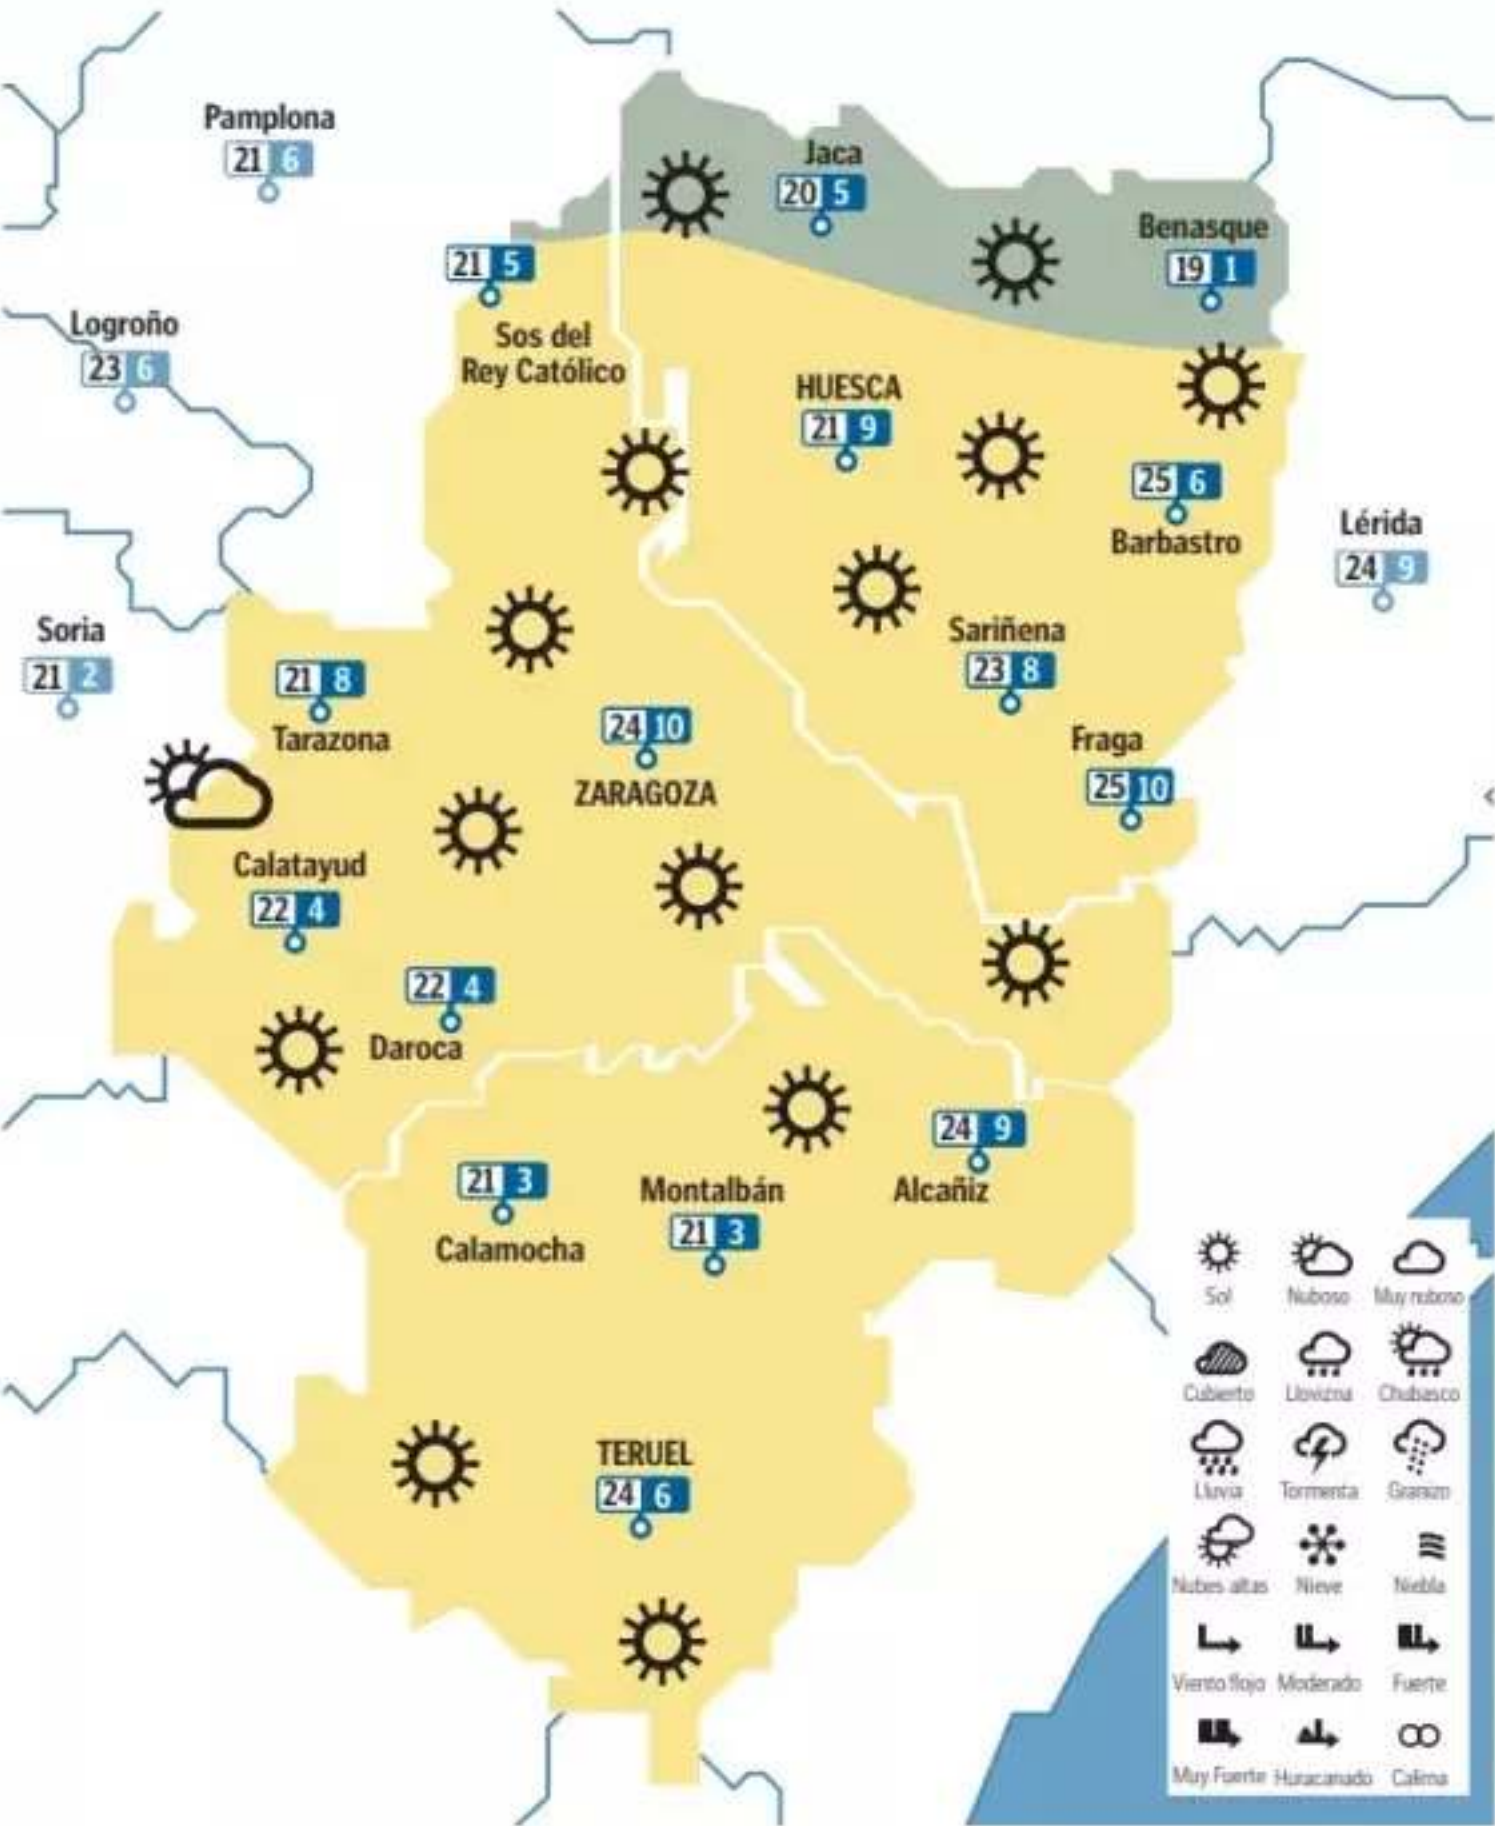 Pamplona
21 6
Jaca
20 5
Benasque
19 1
21 5
Sos del
Rey Católico
Logroño
23 6
HUESCA
21 9
25 6
Barbastro
Lérida
24 9
Soria
21 2
21 8
Tarazona
Sariñena
23 8
24 10
ZARAGOZA
Fraga
25 10
Calatayud
22 4
22 4
Daroca
24 9
Alcañiz
21 3
Calamocha
Montalbán
21 3
TERUEL
24 6
Sol Nuboso Muy nuboso
Cubierto Llovizna Chubasco
Lluvia Tormenta Granizo
Nubes altas Nieve Niebla
Viento flojo Moderado Fuerte
Muy Fuerte Huracanado Calima